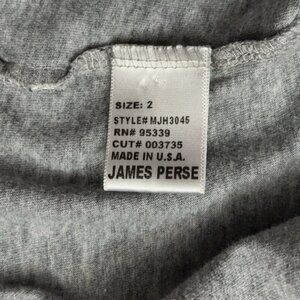 SIZE: 2
STYLE# MJH3045
RN# 95339
CUT# 003735
MADE IN U.S.A.
JAMES PERSE